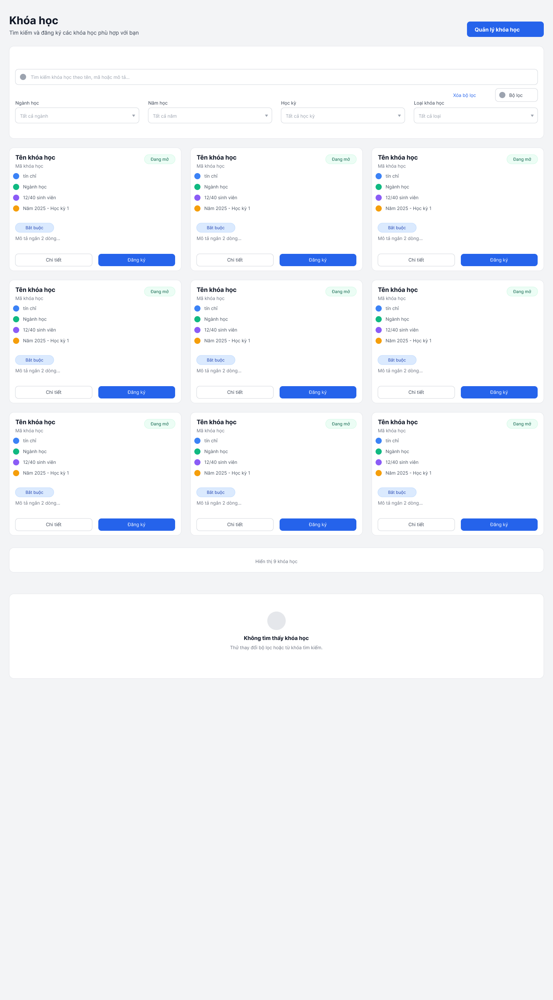 Khóa học
Tìm kiếm và đăng ký các khóa học phù hợp với bạn
Quản lý khóa học
Tìm kiếm khóa học theo tên, mã hoặc mô tả...
Xóa bộ lọc
Bộ lọc
Ngành học
Năm học
Học kỳ
Loại khóa học
Tất cả ngành
Tất cả năm
Tất cả học kỳ
Tất cả loại
Tên khóa học
Đang mở
Mã khóa học
tín chỉ
Ngành học
12/40 sinh viên
Năm 2025 - Học kỳ 1
Bắt buộc
Mô tả ngắn 2 dòng...
Chi tiết
Đăng ký
Tên khóa học
Đang mở
Mã khóa học
tín chỉ
Ngành học
12/40 sinh viên
Năm 2025 - Học kỳ 1
Bắt buộc
Mô tả ngắn 2 dòng...
Chi tiết
Đăng ký
Tên khóa học
Đang mở
Mã khóa học
tín chỉ
Ngành học
12/40 sinh viên
Năm 2025 - Học kỳ 1
Bắt buộc
Mô tả ngắn 2 dòng...
Chi tiết
Đăng ký
Tên khóa học
Đang mở
Mã khóa học
tín chỉ
Ngành học
12/40 sinh viên
Năm 2025 - Học kỳ 1
Bắt buộc
Mô tả ngắn 2 dòng...
Chi tiết
Đăng ký
Tên khóa học
Đang mở
Mã khóa học
tín chỉ
Ngành học
12/40 sinh viên
Năm 2025 - Học kỳ 1
Bắt buộc
Mô tả ngắn 2 dòng...
Chi tiết
Đăng ký
Tên khóa học
Đang mở
Mã khóa học
tín chỉ
Ngành học
12/40 sinh viên
Năm 2025 - Học kỳ 1
Bắt buộc
Mô tả ngắn 2 dòng...
Chi tiết
Đăng ký
Tên khóa học
Đang mở
Mã khóa học
tín chỉ
Ngành học
12/40 sinh viên
Năm 2025 - Học kỳ 1
Bắt buộc
Mô tả ngắn 2 dòng...
Chi tiết
Đăng ký
Tên khóa học
Đang mở
Mã khóa học
tín chỉ
Ngành học
12/40 sinh viên
Năm 2025 - Học kỳ 1
Bắt buộc
Mô tả ngắn 2 dòng...
Chi tiết
Đăng ký
Tên khóa học
Đang mở
Mã khóa học
tín chỉ
Ngành học
12/40 sinh viên
Năm 2025 - Học kỳ 1
Bắt buộc
Mô tả ngắn 2 dòng...
Chi tiết
Đăng ký
Hiển thị 9 khóa học
Không tìm thấy khóa học
Thử thay đổi bộ lọc hoặc từ khóa tìm kiếm.